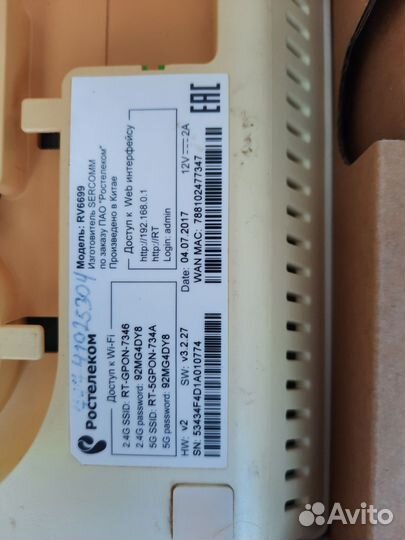 Модель: RV6699
Изготовитель SERCOMM
по заказу ПАО "Ростелеком"
Произведено в Китае
Доступ к Web интерфейсу
http://192.168.0.1
http://RT
Login: admin
EAC
Ростелеком
Доступ к Wi-Fi
2.4G SSID: RT-GPON-7346
2.4G password: 92MG4DY8
5G SSID: RT-5GPON-734A
5G password: 92MG4DY8
HW: v2 SW: v3.2.27 Date: 04.07.2017 12V⎓2A
SN: 53434F4D1A010774 WAN MAC: 788102477347
Avito